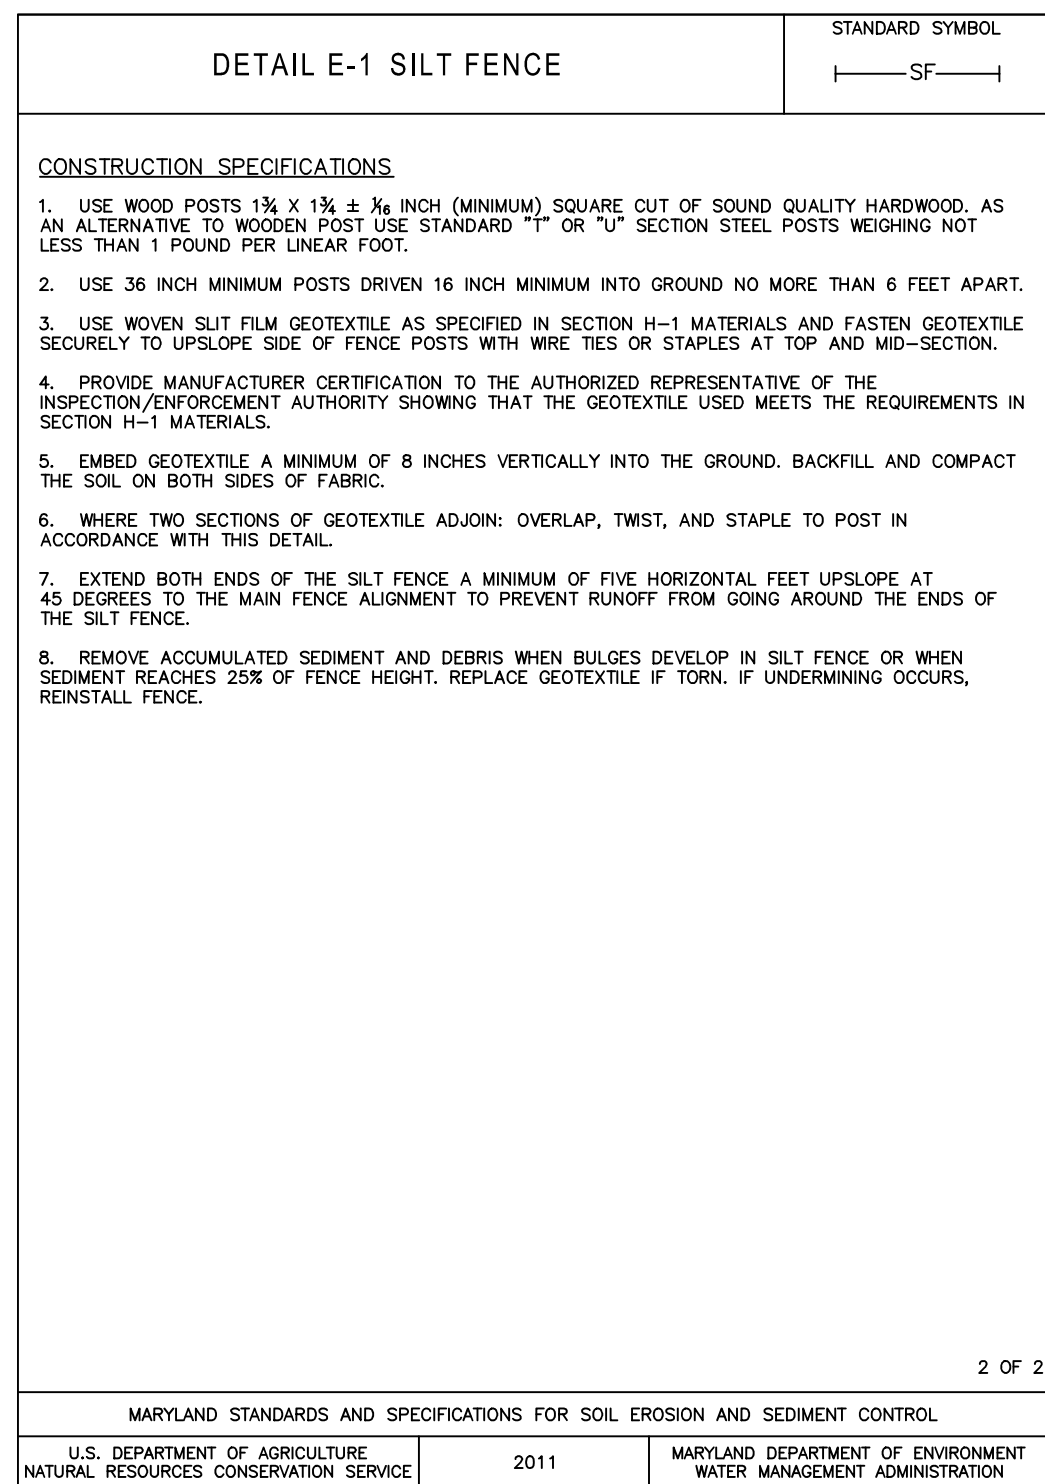 DETAIL E-1 SILT FENCE
STANDARD SYMBOL
SF
CONSTRUCTION SPECIFICATIONS
1. USE WOOD POSTS 1¾ X 1¾ ± 1⁄16 INCH (MINIMUM) SQUARE CUT OF SOUND QUALITY HARDWOOD. AS
AN ALTERNATIVE TO WOODEN POST USE STANDARD "T" OR "U" SECTION STEEL POSTS WEIGHING NOT
LESS THAN 1 POUND PER LINEAR FOOT.
2. USE 36 INCH MINIMUM POSTS DRIVEN 16 INCH MINIMUM INTO GROUND NO MORE THAN 6 FEET APART.
3. USE WOVEN SLIT FILM GEOTEXTILE AS SPECIFIED IN SECTION H-1 MATERIALS AND FASTEN GEOTEXTILE
SECURELY TO UPSLOPE SIDE OF FENCE POSTS WITH WIRE TIES OR STAPLES AT TOP AND MID-SECTION.
4. PROVIDE MANUFACTURER CERTIFICATION TO THE AUTHORIZED REPRESENTATIVE OF THE
INSPECTION/ENFORCEMENT AUTHORITY SHOWING THAT THE GEOTEXTILE USED MEETS THE REQUIREMENTS IN
SECTION H-1 MATERIALS.
5. EMBED GEOTEXTILE A MINIMUM OF 8 INCHES VERTICALLY INTO THE GROUND. BACKFILL AND COMPACT
THE SOIL ON BOTH SIDES OF FABRIC.
6. WHERE TWO SECTIONS OF GEOTEXTILE ADJOIN: OVERLAP, TWIST, AND STAPLE TO POST IN
ACCORDANCE WITH THIS DETAIL.
7. EXTEND BOTH ENDS OF THE SILT FENCE A MINIMUM OF FIVE HORIZONTAL FEET UPSLOPE AT
45 DEGREES TO THE MAIN FENCE ALIGNMENT TO PREVENT RUNOFF FROM GOING AROUND THE ENDS OF
THE SILT FENCE.
8. REMOVE ACCUMULATED SEDIMENT AND DEBRIS WHEN BULGES DEVELOP IN SILT FENCE OR WHEN
SEDIMENT REACHES 25% OF FENCE HEIGHT. REPLACE GEOTEXTILE IF TORN. IF UNDERMINING OCCURS,
REINSTALL FENCE.
2 OF 2
MARYLAND STANDARDS AND SPECIFICATIONS FOR SOIL EROSION AND SEDIMENT CONTROL
U.S. DEPARTMENT OF AGRICULTURE
NATURAL RESOURCES CONSERVATION SERVICE
2011
MARYLAND DEPARTMENT OF ENVIRONMENT
WATER MANAGEMENT ADMINISTRATION